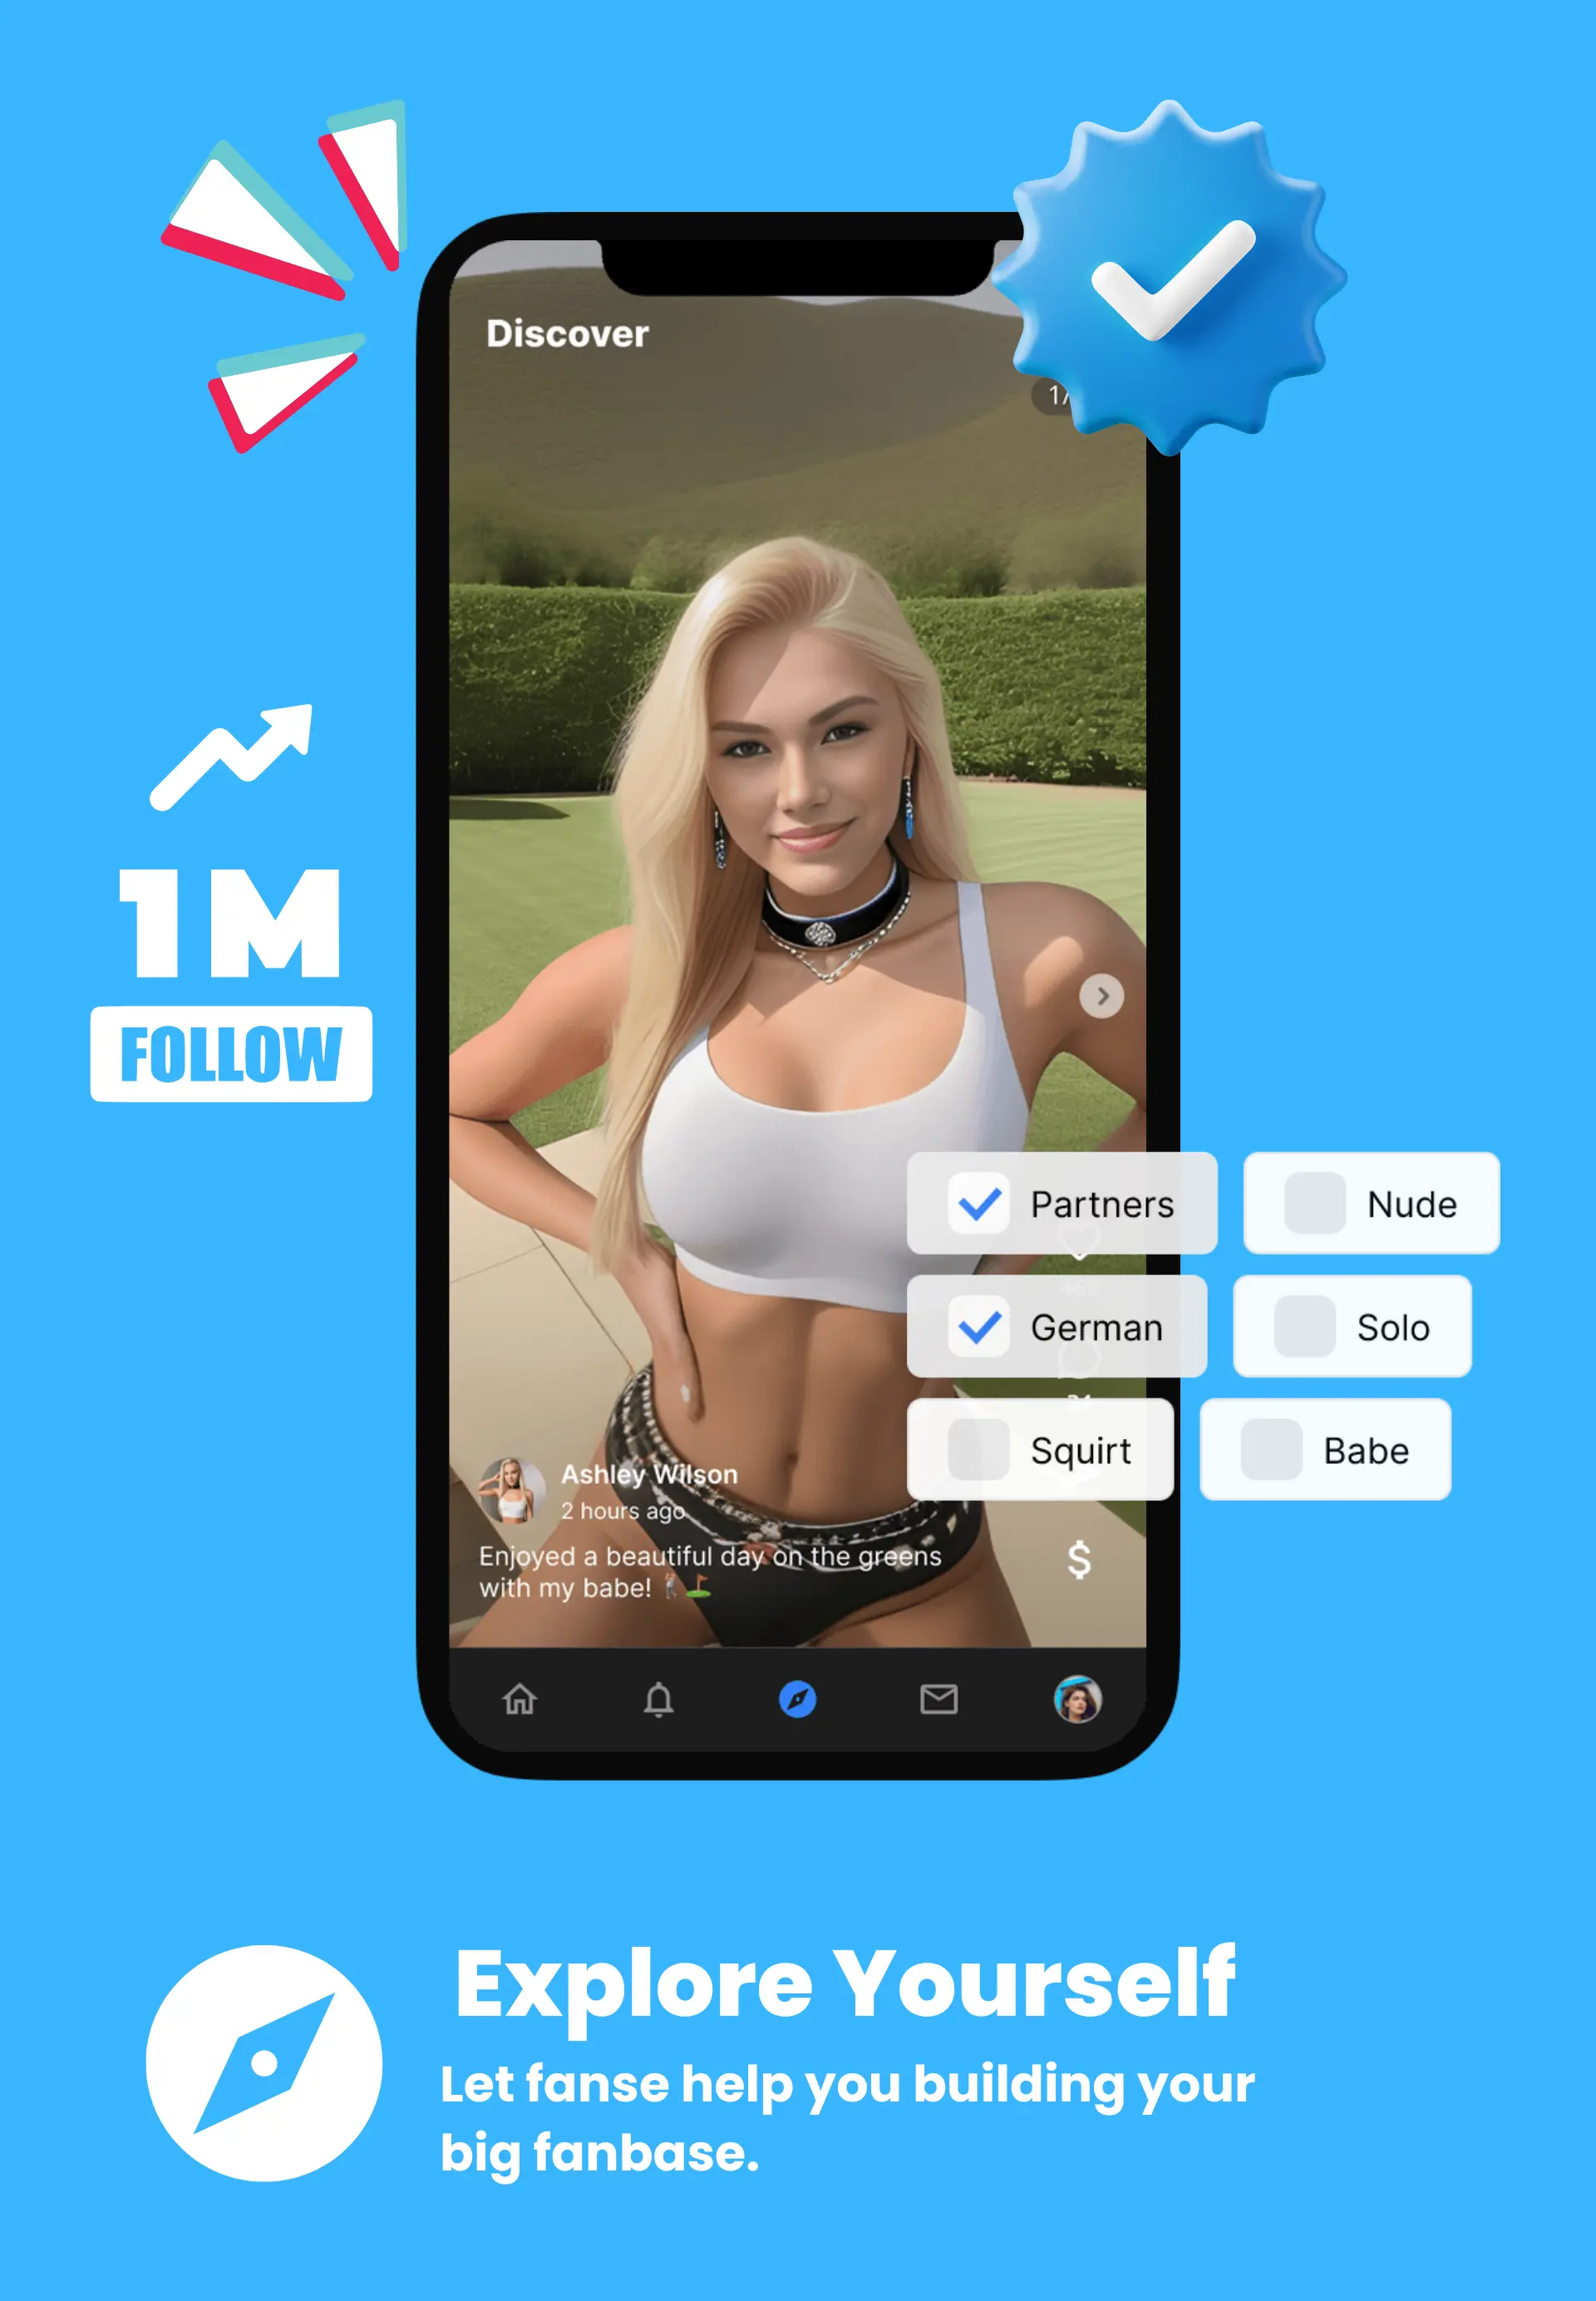 Discover
1/
1M
FOLLOW
Partners
Nude
German
Solo
Squirt
Babe
Ashley Wilson
2 hours ago
Enjoyed a beautiful day on the greens
with my babe!
$
Explore Yourself
Let fanse help you building your
big fanbase.